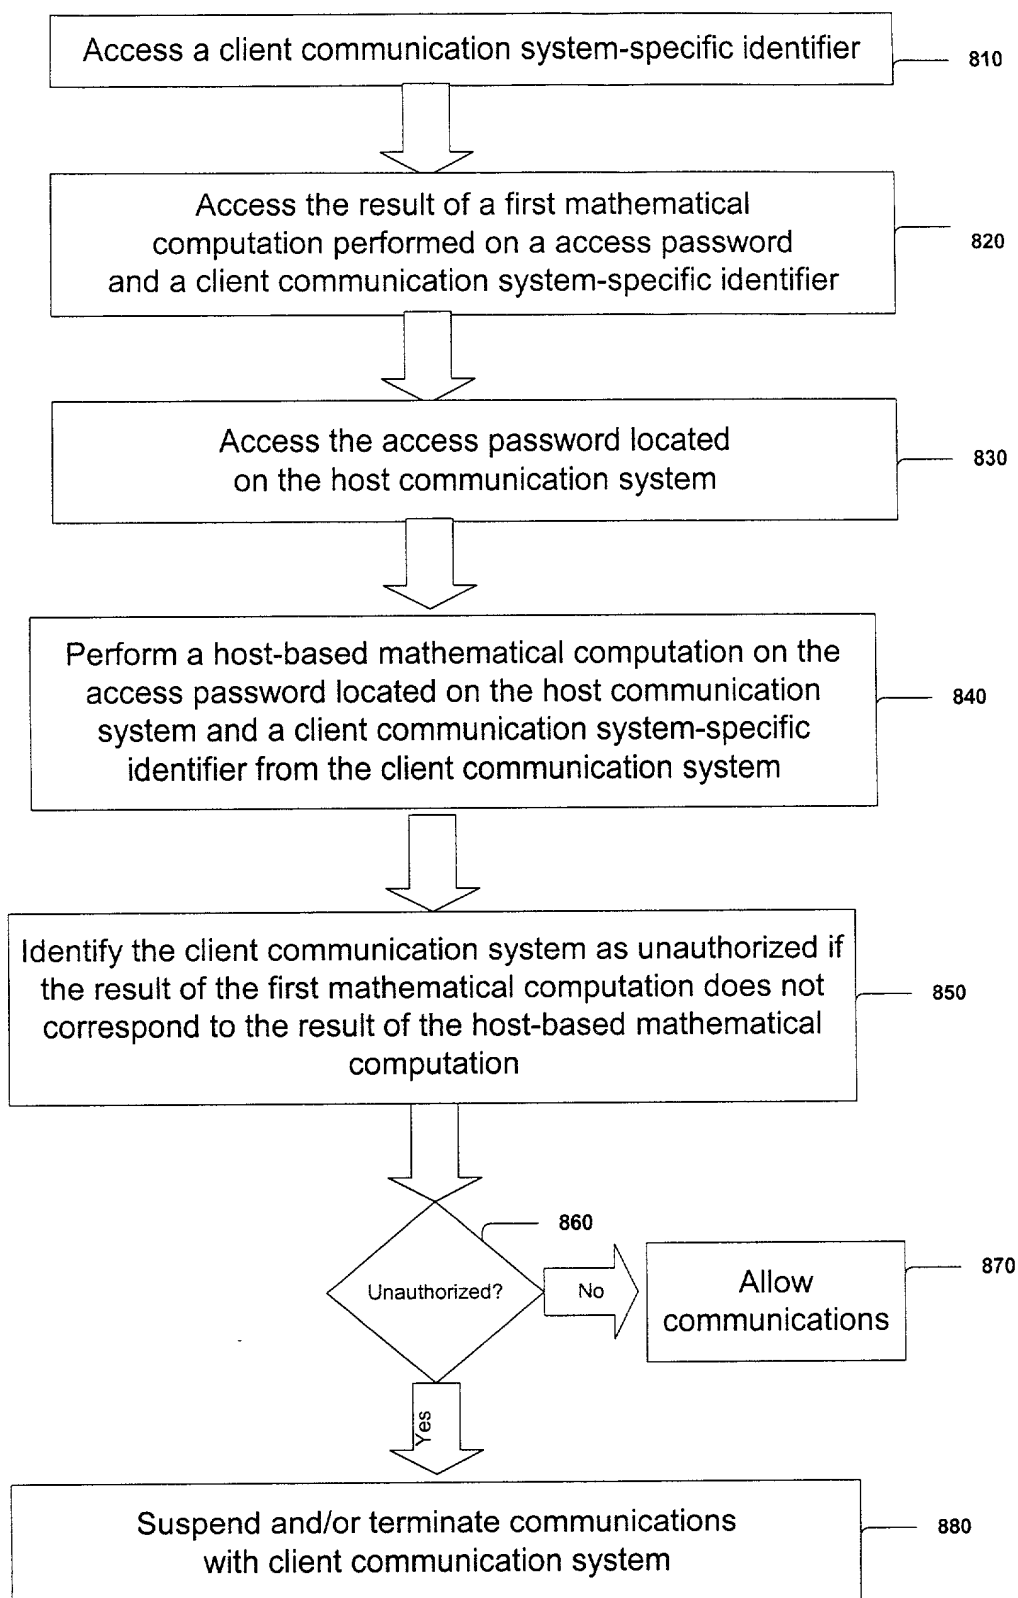 Access a client communication system-specific identifier
810
Access the result of a first mathematical
computation performed on a access password
and a client communication system-specific identifier
820
Access the access password located
on the host communication system
830
Perform a host-based mathematical computation on the
access password located on the host communication
system and a client communication system-specific
identifier from the client communication system
840
Identify the client communication system as unauthorized if
the result of the first mathematical computation does not
correspond to the result of the host-based mathematical
computation
850
860
Unauthorized?
No
Allow
communications
870
Yes
Suspend and/or terminate communications
with client communication system
880